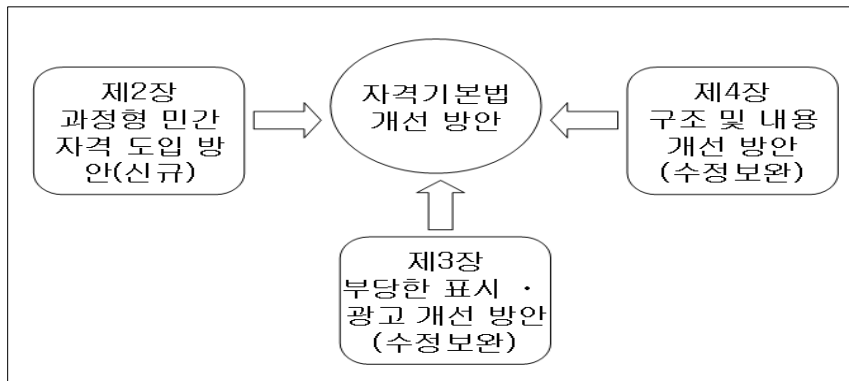 제2장
과정형 민간
자격 도입 방
안(신규)
자격기본법
개선 방안
제4장
구조 및 내용
개선 방안
(수정보완)
제3장
부당한 표시 ·
광고 개선 방안
(수정보완)